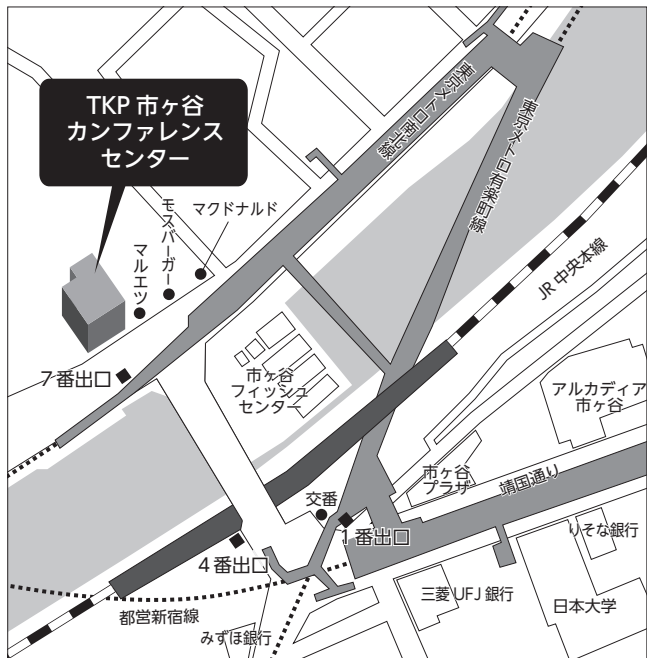 TKP 市ヶ谷
カンファレンス
センター
東京メトロ南北線
東京メトロ有楽町線
マクドナルド
モスバーガー
マルエツ
JR 中央本線
7番出口
市ヶ谷
フィッシュ
センター
アルカディア
市ヶ谷
市ヶ谷
プラザ
靖国通り
交番
1番出口
りそな銀行
4番出口
三菱UFJ銀行
日本大学
都営新宿線
みずほ銀行